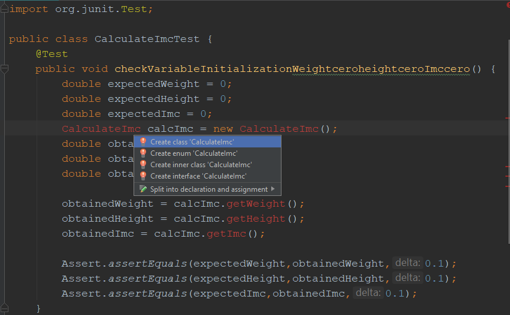 import org.junit.Test;
public class CalculateImcTest {
@Test
public void checkVariableInitializationWeightceroheightceroImccero() {
double expectedWeight = 0;
double expectedHeight = 0;
double expectedImc = 0;
CalculateImc calcImc = new CalculateImc();
double obta
Create class 'CalculateImc'
double obta
Create enum 'CalculateImc'
Create inner class 'CalculateImc'
double obta
Create interface 'CalculateImc'
Split into declaration and assignment
obtainedWeight = calcImc.getWeight();
obtainedHeight = calcImc.getHeight();
obtainedImc = calcImc.getImc();
Assert.assertEquals(expectedWeight,obtainedWeight, delta: 0.1);
Assert.assertEquals(expectedHeight,obtainedHeight, delta: 0.1);
Assert.assertEquals(expectedImc,obtainedImc, delta: 0.1);
}